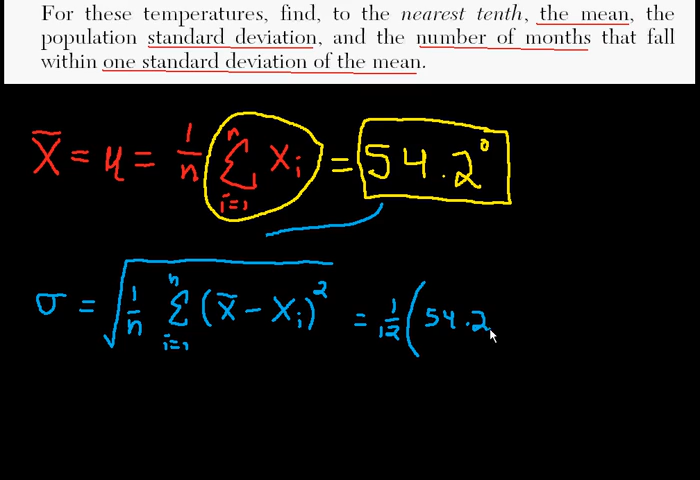 For these temperatures, find, to the nearest tenth, the mean, the
population standard deviation, and the number of months that fall
within one standard deviation of the mean.
X̄ = μ = 1/n Σ_{i=1}^{n} Xᵢ = 54.2°
σ = √(1/n Σ_{i=1}^{n} (x̄ − Xᵢ)²) = 1/12 (54.2